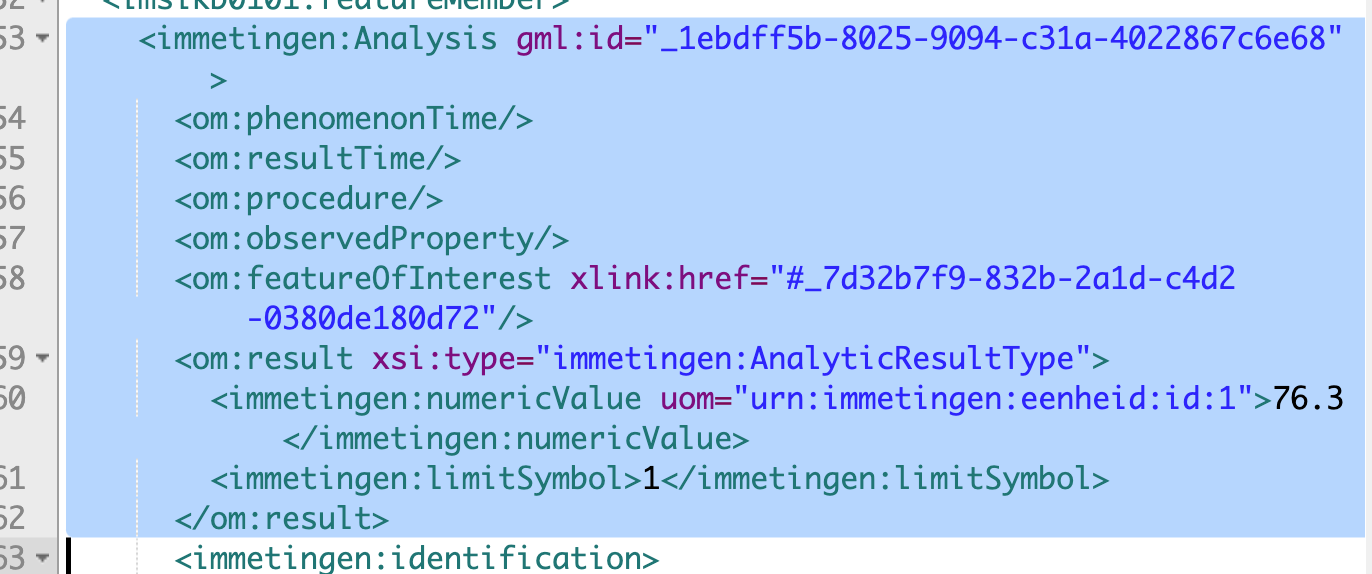 52 <imsikb0101:featureMember>
53 <immetingen:Analysis gml:id="_1ebdff5b-8025-9094-c31a-4022867c6e68"
>
54 <om:phenomenonTime/>
55 <om:resultTime/>
56 <om:procedure/>
57 <om:observedProperty/>
58 <om:featureOfInterest xlink:href="#_7d32b7f9-832b-2a1d-c4d2
-0380de180d72"/>
59 <om:result xsi:type="immetingen:AnalyticResultType">
60 <immetingen:numericValue uom="urn:immetingen:eenheid:id:1">76.3
</immetingen:numericValue>
61 <immetingen:limitSymbol>1</immetingen:limitSymbol>
62 </om:result>
63 <immetingen:identification>